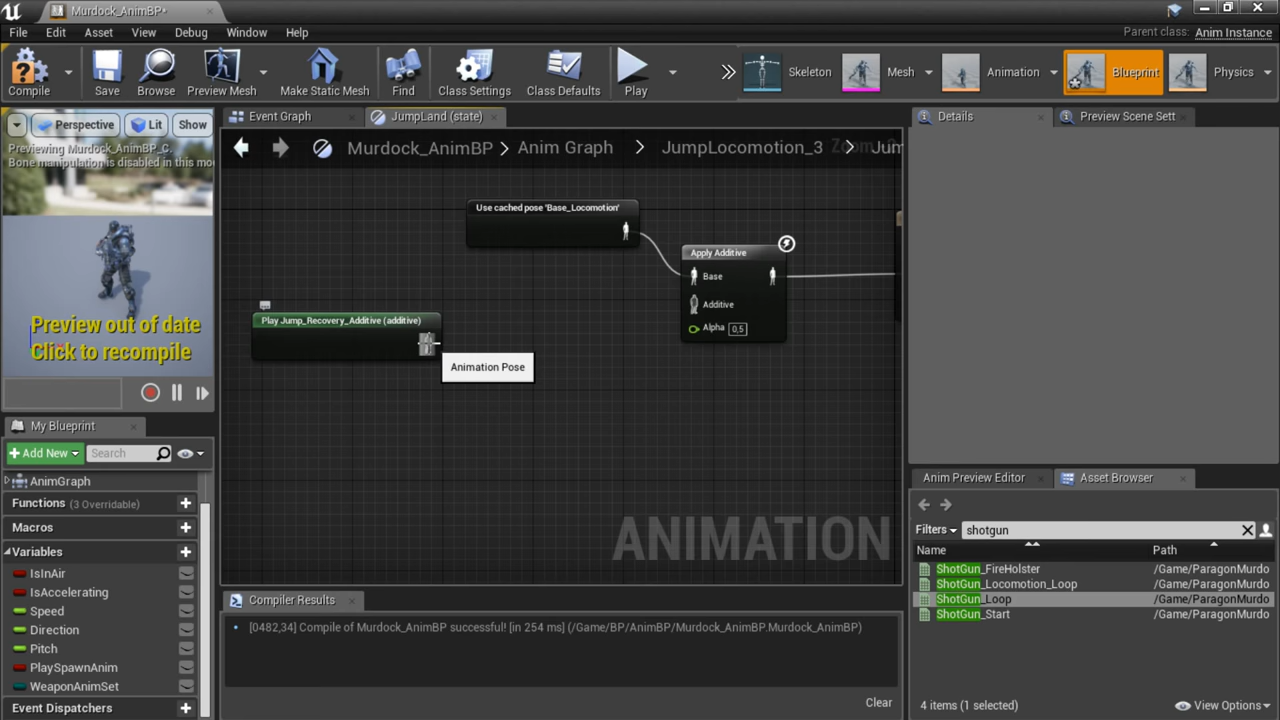 Murdock_AnimBP*
File Edit Asset View Debug Window Help
Parent class: Anim Instance
Compile
Save
Browse
Preview Mesh
Make Static Mesh
Find
Class Settings
Class Defaults
Play
Skeleton
Mesh
Animation
Blueprint
Physics
Perspective Lit Show
Previewing Murdock_AnimBP_C.
Bone manipulation is disabled in this mo
Preview out of date
Click to recompile
Event Graph
JumpLand (state)
Murdock_AnimBP > Anim Graph > JumpLocomotion_3 > Jum
Use cached pose 'Base_Locomotion'
Apply Additive
Base
Additive
Alpha 0,5
Play Jump_Recovery_Additive (additive)
Animation Pose
ANIMATION
Details
Preview Scene Sett
My Blueprint
Add New
Search
AnimGraph
Functions (3 Overridable)
Macros
Variables
IsInAir
IsAccelerating
Speed
Direction
Pitch
PlaySpawnAnim
WeaponAnimSet
Event Dispatchers
Compiler Results
[0482,34] Compile of Murdock_AnimBP successful! [in 254 ms] (/Game/BP/AnimBP/Murdock_AnimBP.Murdock_AnimBP)
Clear
Anim Preview Editor
Asset Browser
Filters
shotgun
Name Path
ShotGun_FireHolster /Game/ParagonMurdo
ShotGun_Locomotion_Loop /Game/ParagonMurdo
ShotGun_Loop /Game/ParagonMurdo
ShotGun_Start /Game/ParagonMurdo
4 items (1 selected)
View Options